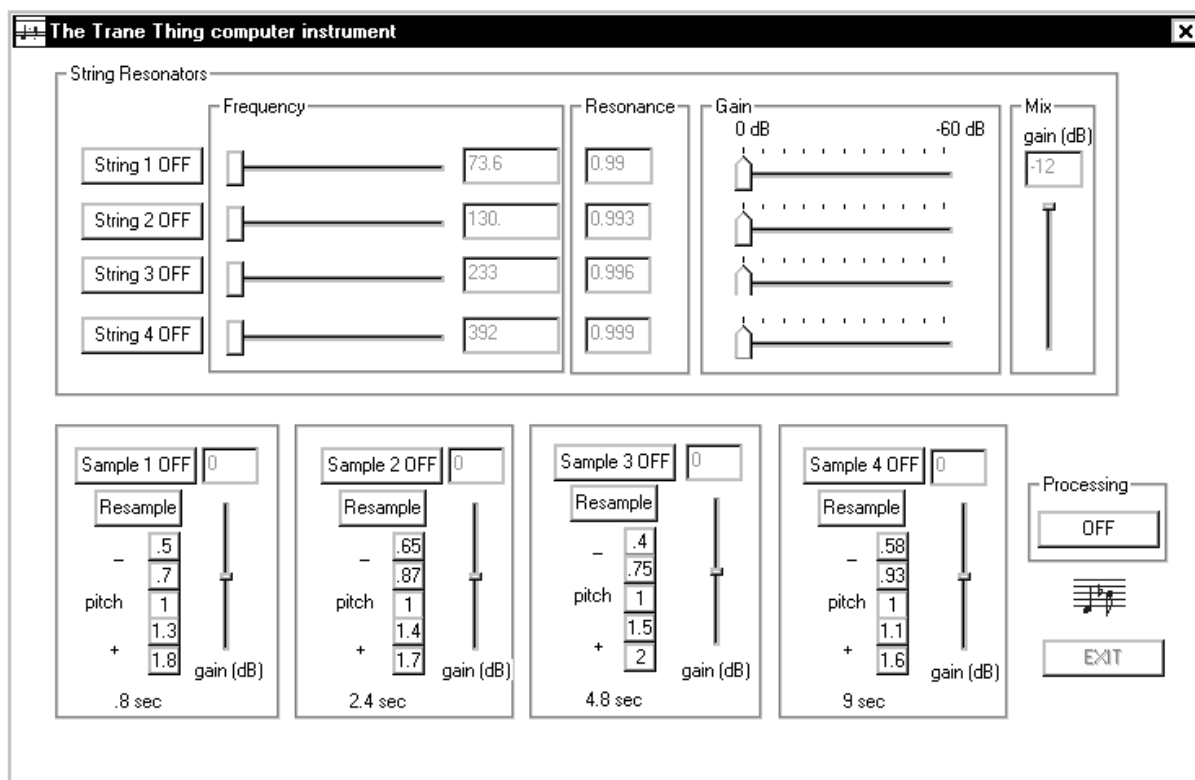 The Trane Thing computer instrument
String Resonators
Frequency
Resonance
Gain
Mix
0 dB
-60 dB
gain (dB)
String 1 OFF
73.6
0.99
-12
String 2 OFF
130.
0.993
String 3 OFF
233
0.996
String 4 OFF
392
0.999
Sample 1 OFF
0
Resample
–
.5
.7
pitch
1
1.3
+
1.8
gain (dB)
.8 sec
Sample 2 OFF
0
Resample
–
.65
.87
pitch
1
1.4
+
1.7
gain (dB)
2.4 sec
Sample 3 OFF
0
Resample
–
.4
.75
pitch
1
1.5
+
2
gain (dB)
4.8 sec
Sample 4 OFF
0
Resample
–
.58
.93
pitch
1
1.1
+
1.6
gain (dB)
9 sec
Processing
OFF
EXIT